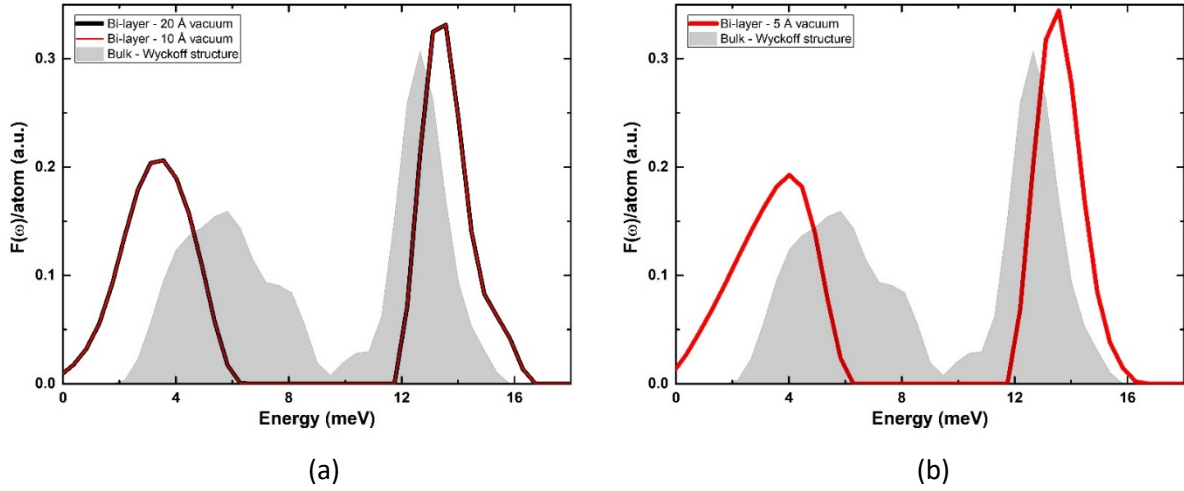 Bi-layer - 20 Å vacuum
Bi-layer - 10 Å vacuum
Bulk - Wyckoff structure
0.3
0.2
0.1
0.0
F(ω)/atom (a.u.)
0 4 8 12 16
Energy (meV)
(a)
Bi-layer - 5 Å vacuum
Bulk - Wyckoff structure
0.3
0.2
0.1
0.0
F(ω)/atom (a.u.)
0 4 8 12 16
Energy (meV)
(b)